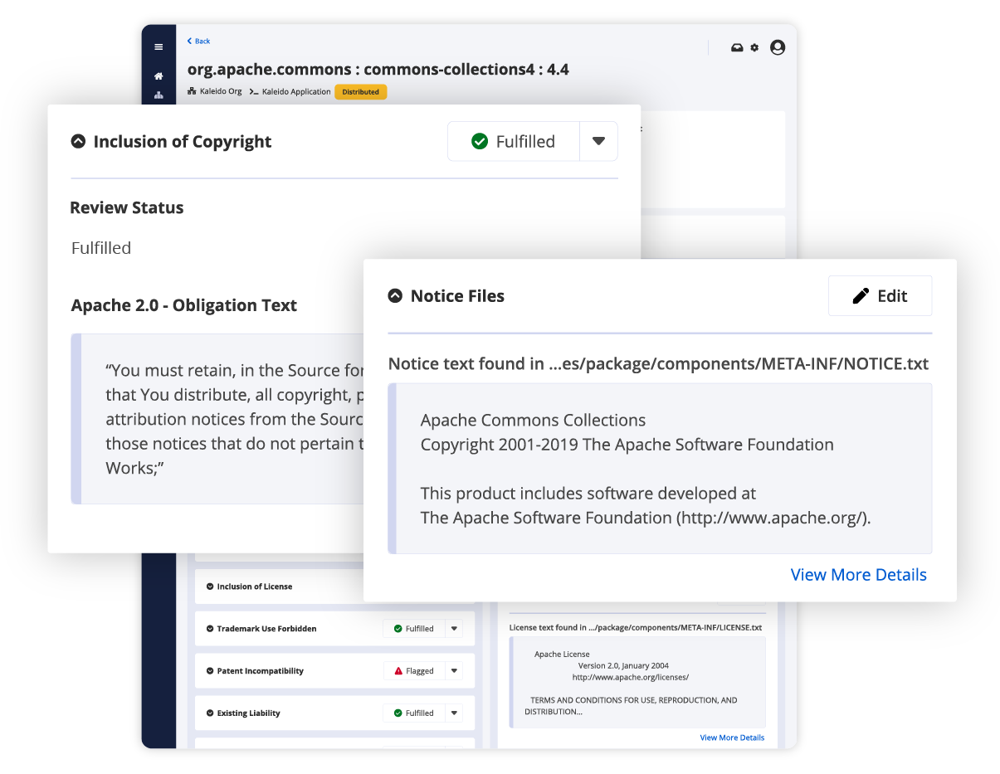 Back
org.apache.commons : commons-collections4 : 4.4
Kaleido Org Kaleido Application Distributed
Inclusion of Copyright Fulfilled
Review Status
Fulfilled
Apache 2.0 - Obligation Text
“You must retain, in the Source for
that You distribute, all copyright, p
attribution notices from the Sourc
those notices that do not pertain t
Works;”
Notice Files Edit
Notice text found in ...es/package/components/META-INF/NOTICE.txt
Apache Commons Collections
Copyright 2001-2019 The Apache Software Foundation
This product includes software developed at
The Apache Software Foundation (http://www.apache.org/).
View More Details
Inclusion of License
Trademark Use Forbidden Fulfilled
Patent Incompatibility Flagged
Existing Liability Fulfilled
License text found in .../package/components/META-INF/LICENSE.txt
Apache License
Version 2.0, January 2004
http://www.apache.org/licenses/
TERMS AND CONDITIONS FOR USE, REPRODUCTION, AND
DISTRIBUTION...
View More Details